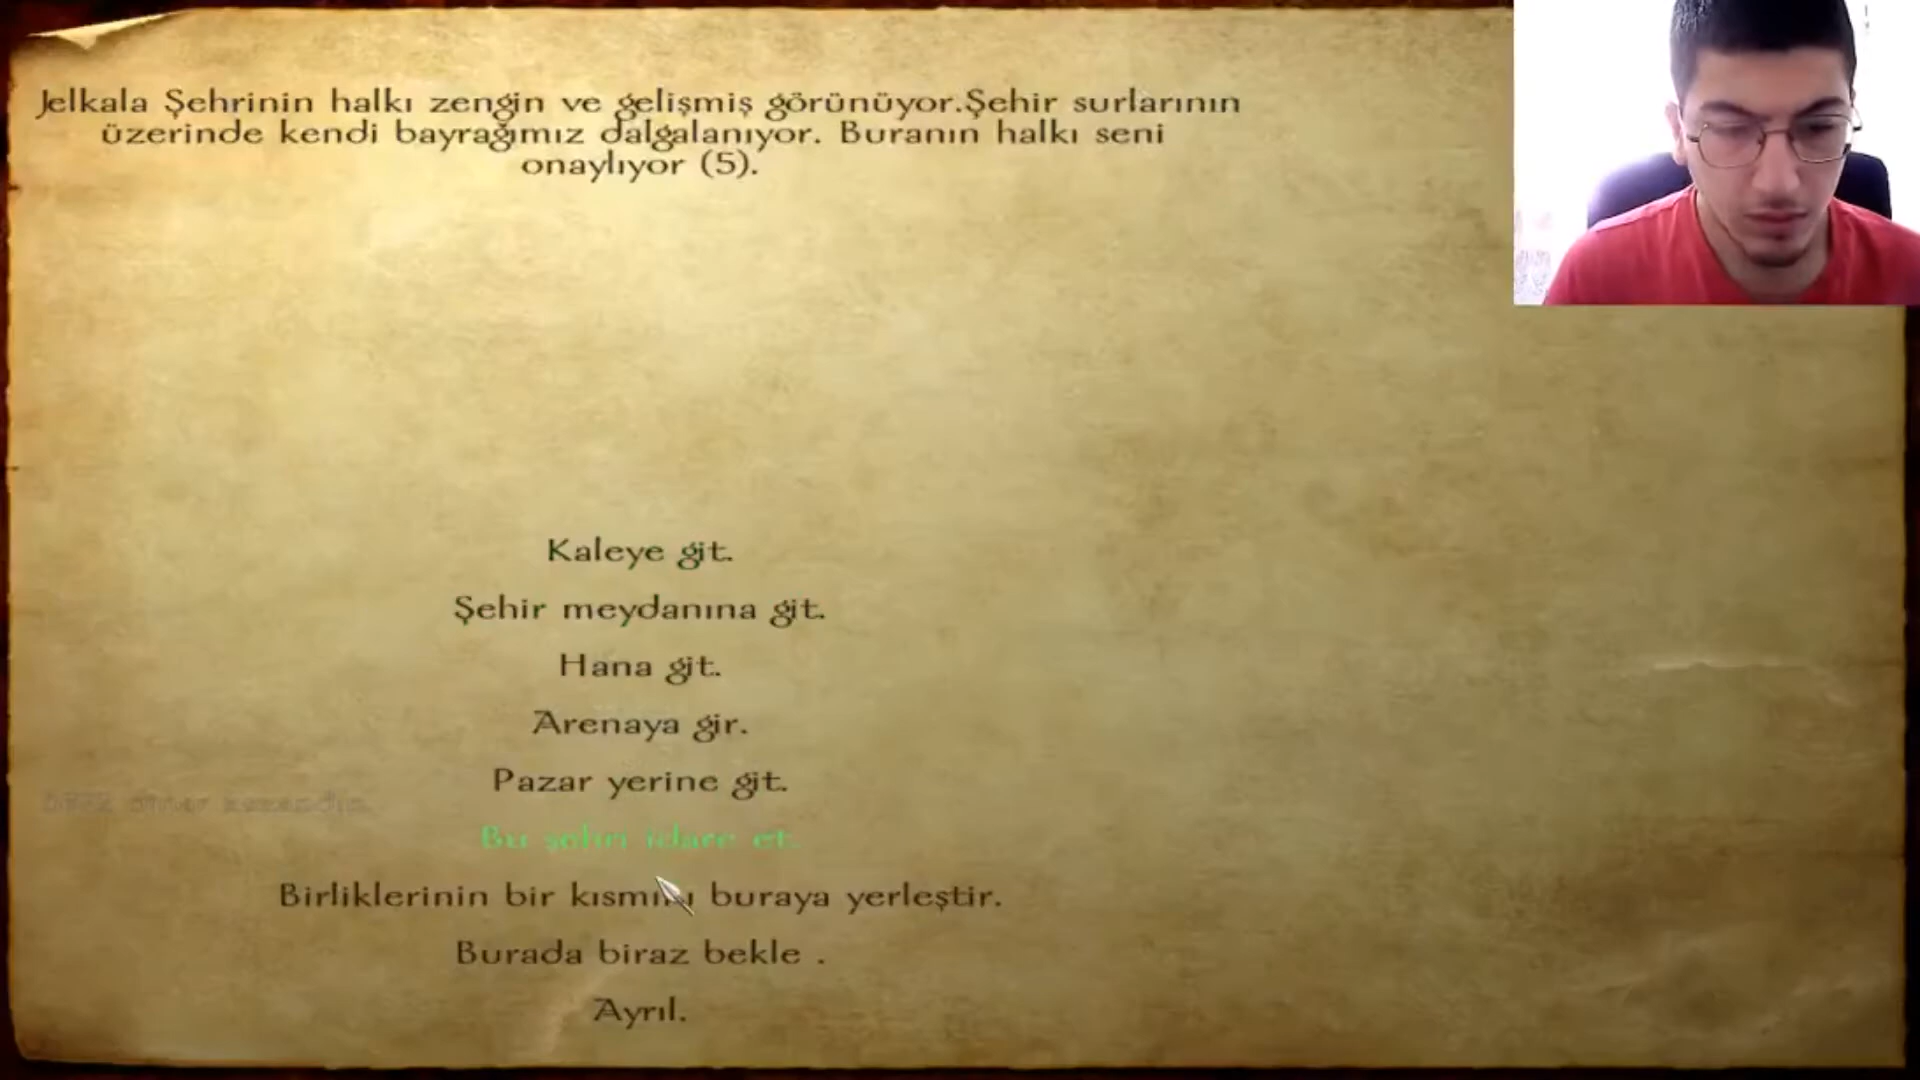 Jelkala Şehrinin halkı zengin ve gelişmiş görünüyor.Şehir surlarının
üzerinde kendi bayrağımız dalgalanıyor. Buranın halkı seni
onaylıyor (5).
Kaleye git.
Şehir meydanına git.
Hana git.
Arenaya gir.
Pazar yerine git.
dinar kazandın.
Bu şehri idare et.
Birliklerinin bir kısmını buraya yerleştir.
Burada biraz bekle .
Ayrıl.